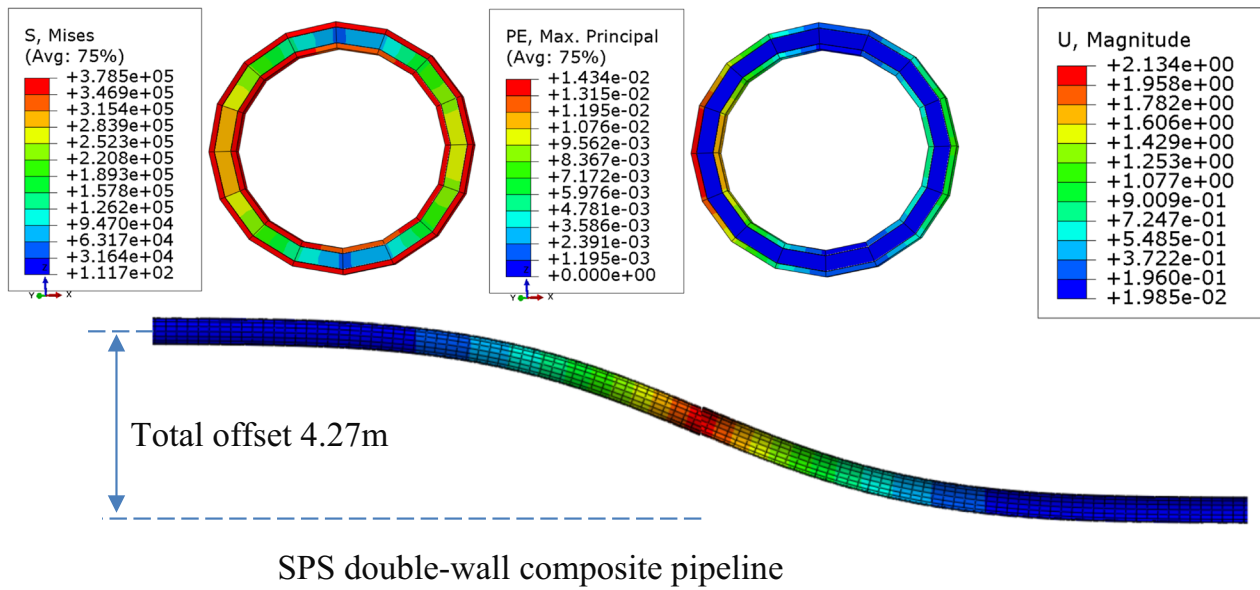 S, Mises
(Avg: 75%)
+3.785e+05
+3.469e+05
+3.154e+05
+2.839e+05
+2.523e+05
+2.208e+05
+1.893e+05
+1.578e+05
+1.262e+05
+9.470e+04
+6.317e+04
+3.164e+04
+1.117e+02
Y
X
PE, Max. Principal
(Avg: 75%)
+1.434e-02
+1.315e-02
+1.195e-02
+1.076e-02
+9.562e-03
+8.367e-03
+7.172e-03
+5.976e-03
+4.781e-03
+3.586e-03
+2.391e-03
+1.195e-03
+0.000e+00
Y
X
U, Magnitude
+2.134e+00
+1.958e+00
+1.782e+00
+1.606e+00
+1.429e+00
+1.253e+00
+1.077e+00
+9.009e-01
+7.247e-01
+5.485e-01
+3.722e-01
+1.960e-01
+1.985e-02
Total offset 4.27m
SPS double-wall composite pipeline